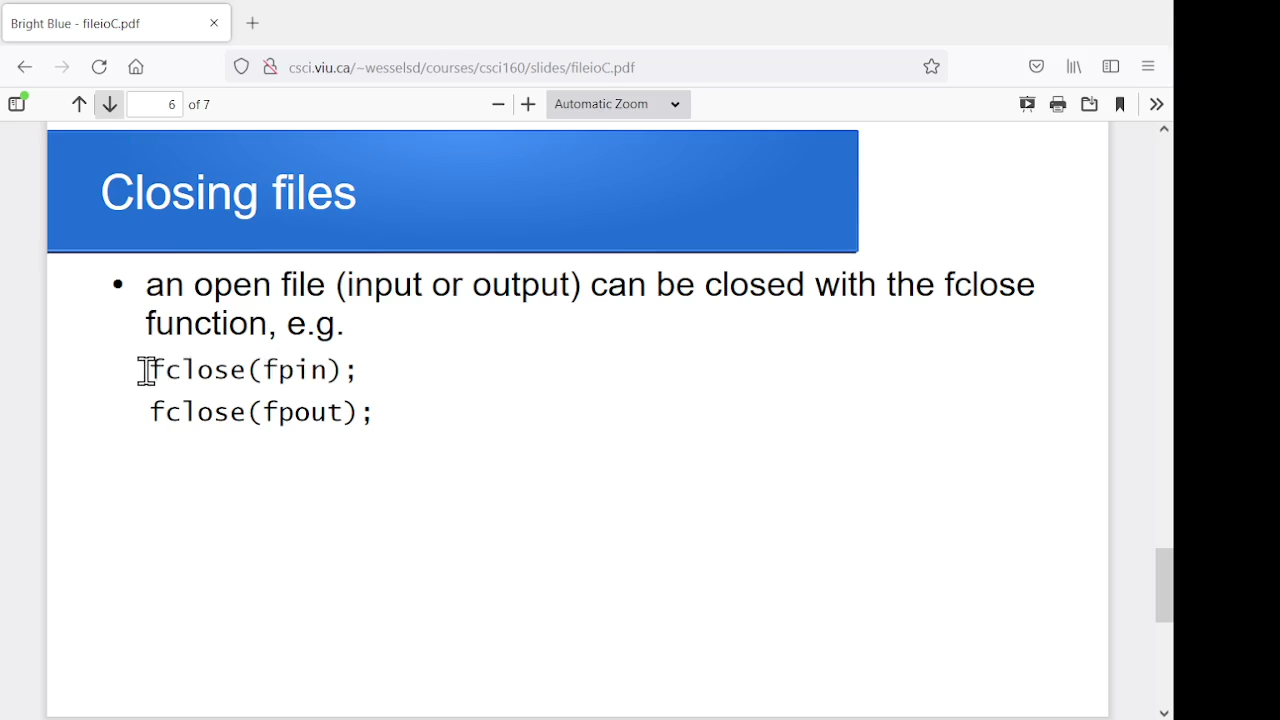 Bright Blue - fileioC.pdf
csci.viu.ca/~wesselsd/courses/csci160/slides/fileioC.pdf
6 of 7
Automatic Zoom
Closing files
• an open file (input or output) can be closed with the fclose
function, e.g.
fclose(fpin);
fclose(fpout);